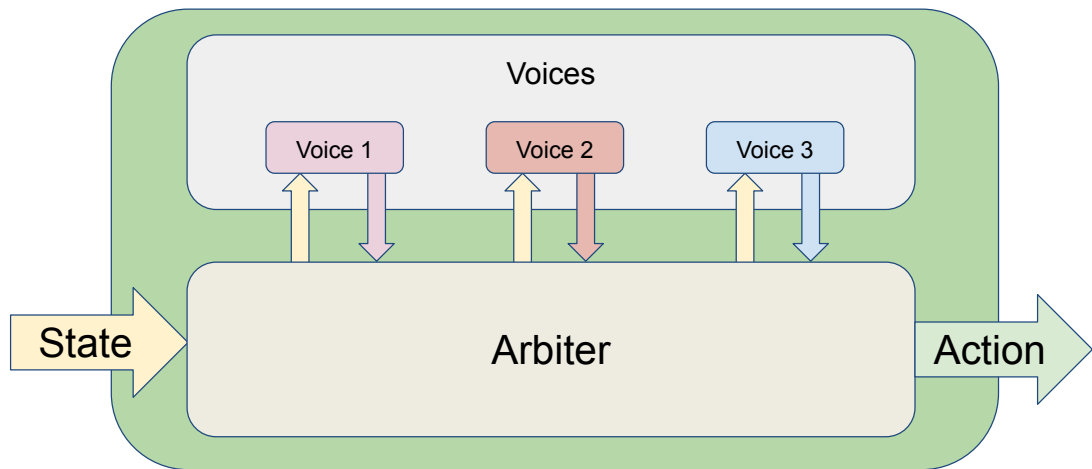 Voices
Voice 1
Voice 2
Voice 3
State
Arbiter
Action